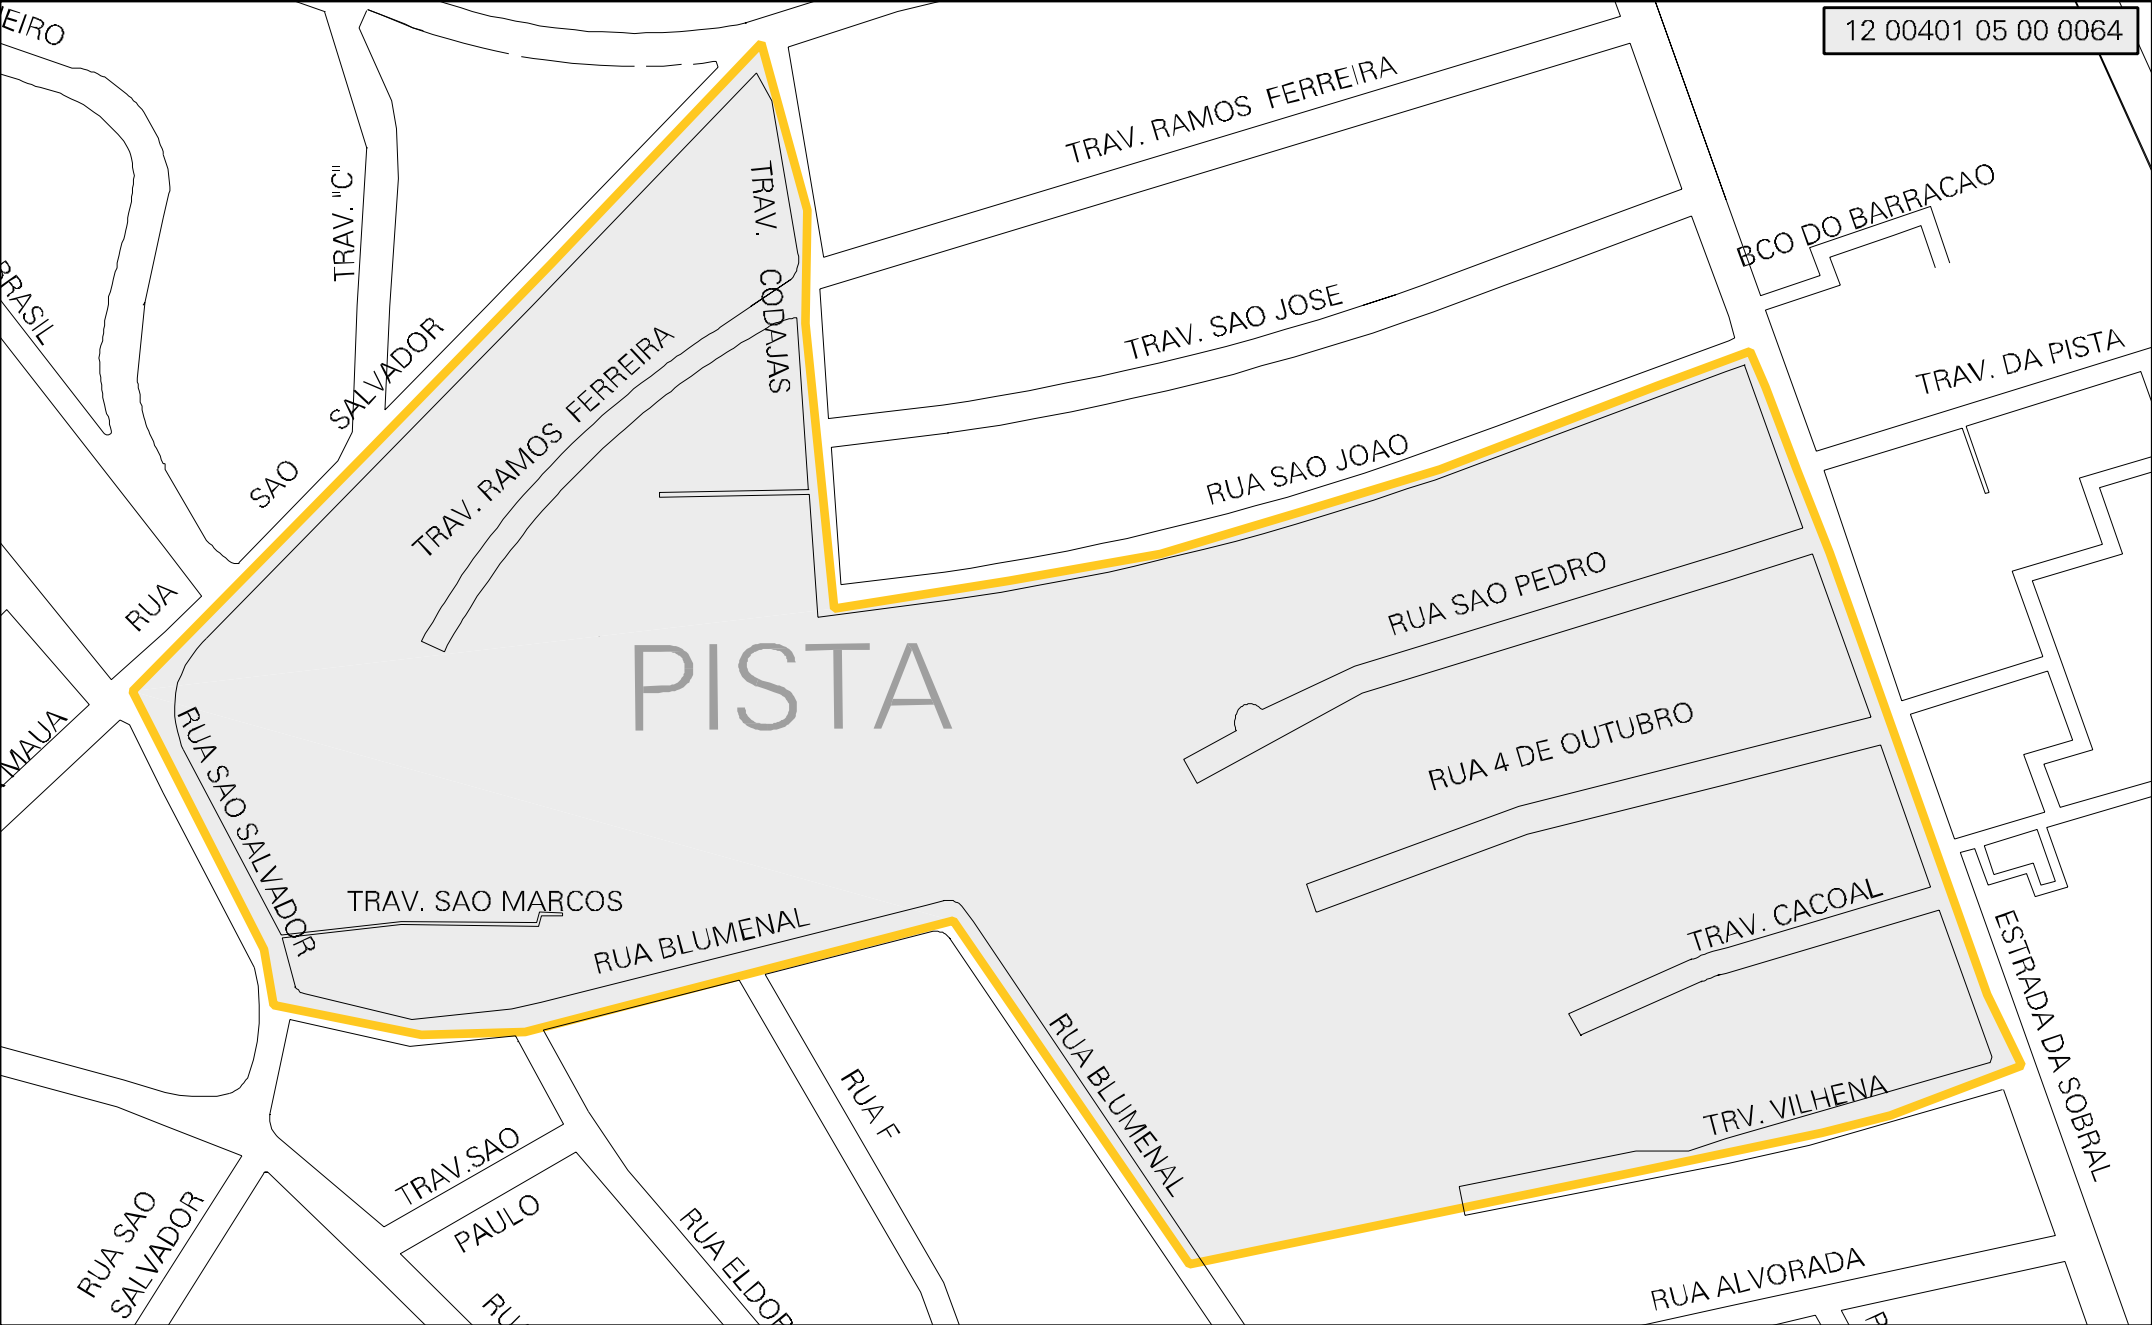 EIRO
12 00401 05 00 0064
TRAV. RAMOS FERREIRA
TRAV. "C"
TRAV. CODAJAS
BCO DO BARRACAO
BRASIL
TRAV. SAO JOSE
TRAV. DA PISTA
RUA SAO SALVADOR
TRAV. RAMOS FERREIRA
RUA SAO JOAO
RUA SAO PEDRO
PISTA
MAUA
RUA SAO SALVADOR
RUA 4 DE OUTUBRO
TRAV. SAO MARCOS
RUA BLUMENAL
TRAV. CACOAL
ESTRADA DA SOBRAL
RUA BLUMENAL
RUA F
TRV. VILHENA
TRAV.SAO
PAULO
RUA SAO
SALVADOR
RUA ELDOR
RUA ALVORADA